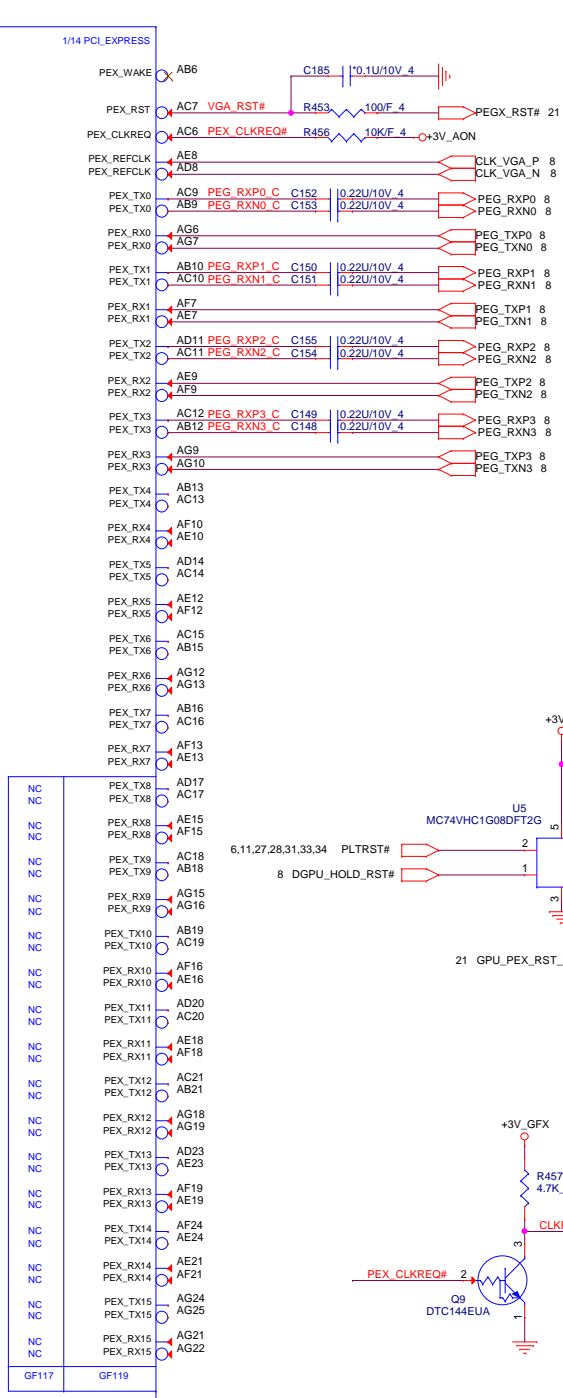 1/14 PCI_EXPRESS
PEX_WAKE AB6
C185 *0.1U/10V_4
PEX_RST AC7 VGA_RST# R453 100/F_4 PEGX_RST# 21
PEX_CLKREQ AC6 PEX_CLKREQ# R456 10K/F_4 +3V_AON
PEX_REFCLK AE8 CLK_VGA_P 8
PEX_REFCLK AD8 CLK_VGA_N 8
PEX_TX0 AC9 PEG_RXP0_C C152 0.22U/10V_4 PEG_RXP0 8
PEX_TX0 AB9 PEG_RXN0_C C153 0.22U/10V_4 PEG_RXN0 8
PEX_RX0 AG6 PEG_TXP0 8
PEX_RX0 AG7 PEG_TXN0 8
PEX_TX1 AB10 PEG_RXP1_C C150 0.22U/10V_4 PEG_RXP1 8
PEX_TX1 AC10 PEG_RXN1_C C151 0.22U/10V_4 PEG_RXN1 8
PEX_RX1 AF7 PEG_TXP1 8
PEX_RX1 AE7 PEG_TXN1 8
PEX_TX2 AD11 PEG_RXP2_C C155 0.22U/10V_4 PEG_RXP2 8
PEX_TX2 AC11 PEG_RXN2_C C154 0.22U/10V_4 PEG_RXN2 8
PEX_RX2 AE9 PEG_TXP2 8
PEX_RX2 AF9 PEG_TXN2 8
PEX_TX3 AC12 PEG_RXP3_C C149 0.22U/10V_4 PEG_RXP3 8
PEX_TX3 AB12 PEG_RXN3_C C148 0.22U/10V_4 PEG_RXN3 8
PEX_RX3 AG9 PEG_TXP3 8
PEX_RX3 AG10 PEG_TXN3 8
PEX_TX4 AB13
PEX_TX4 AC13
PEX_RX4 AF10
PEX_RX4 AE10
PEX_TX5 AD14
PEX_TX5 AC14
PEX_RX5 AE12
PEX_RX5 AF12
PEX_TX6 AC15
PEX_TX6 AB15
PEX_RX6 AG12
PEX_RX6 AG13
PEX_TX7 AB16
PEX_TX7 AC16
PEX_RX7 AF13
PEX_RX7 AE13
NC PEX_TX8 AD17
NC PEX_TX8 AC17
NC PEX_RX8 AE15
NC PEX_RX8 AF15
NC PEX_TX9 AC18
NC PEX_TX9 AB18
NC PEX_RX9 AG15
NC PEX_RX9 AG16
NC PEX_TX10 AB19
NC PEX_TX10 AC19
NC PEX_RX10 AF16
NC PEX_RX10 AE16
NC PEX_TX11 AD20
NC PEX_TX11 AC20
NC PEX_RX11 AE18
NC PEX_RX11 AF18
NC PEX_TX12 AC21
NC PEX_TX12 AB21
NC PEX_RX12 AG18
NC PEX_RX12 AG19
NC PEX_TX13 AD23
NC PEX_TX13 AE23
NC PEX_RX13 AF19
NC PEX_RX13 AE19
NC PEX_TX14 AF24
NC PEX_TX14 AE24
NC PEX_RX14 AE21
NC PEX_RX14 AF21
NC PEX_TX15 AG24
NC PEX_TX15 AG25
NC PEX_RX15 AG21
NC PEX_RX15 AG22
GF117 GF119
+3V
U5
MC74VHC1G08DFT2G
5
6,11,27,28,31,33,34 PLTRST# 2
8 DGPU_HOLD_RST# 1
3
21 GPU_PEX_RST_
+3V_GFX
R457
4.7K_
CLK
3
PEX_CLKREQ# 2
Q9
DTC144EUA
1